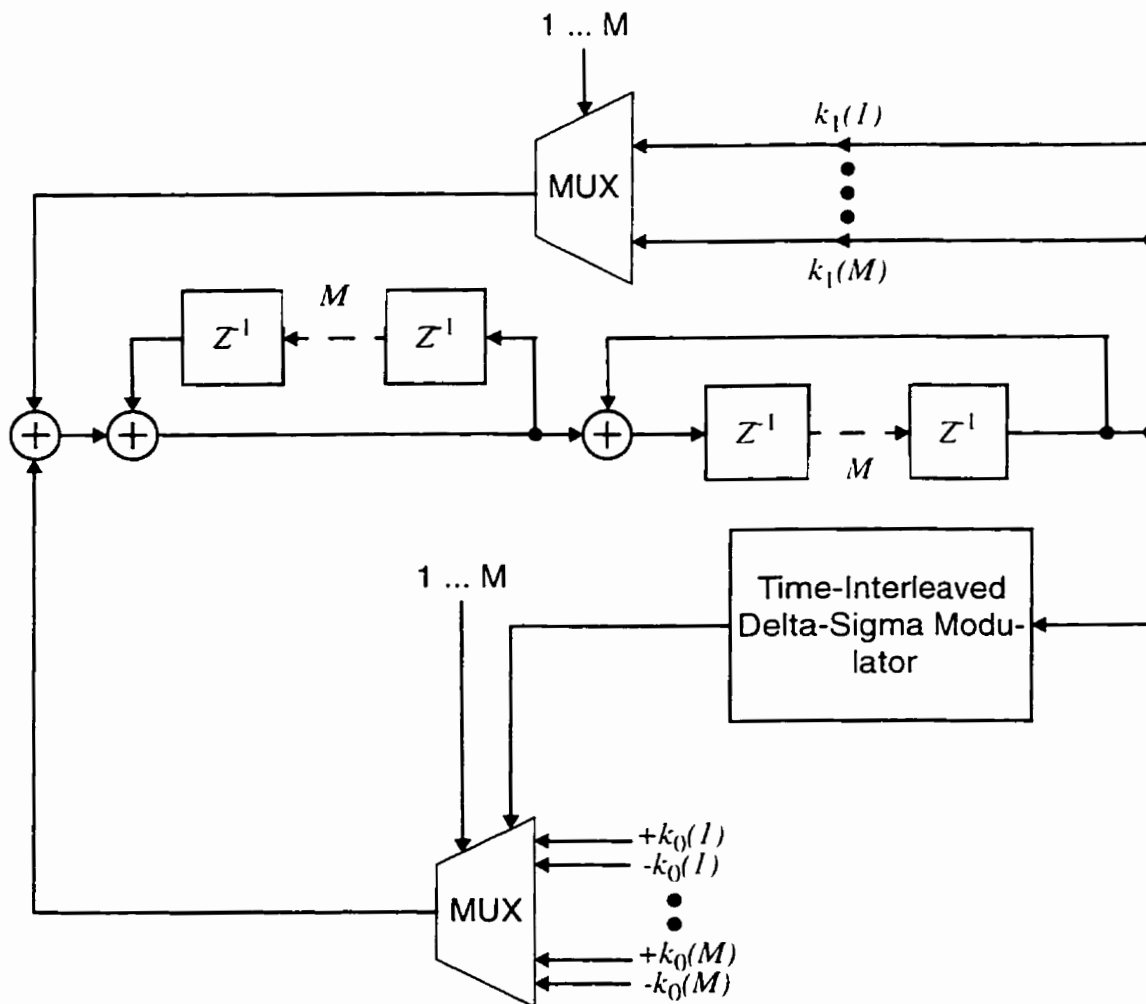 1 ... M
k₁(1)
MUX
k₁(M)
M
Z⁻¹
Z⁻¹
Z⁻¹
Z⁻¹
M
1 ... M
Time-Interleaved
Delta-Sigma Modu-
lator
+k₀(1)
-k₀(1)
MUX
+k₀(M)
-k₀(M)